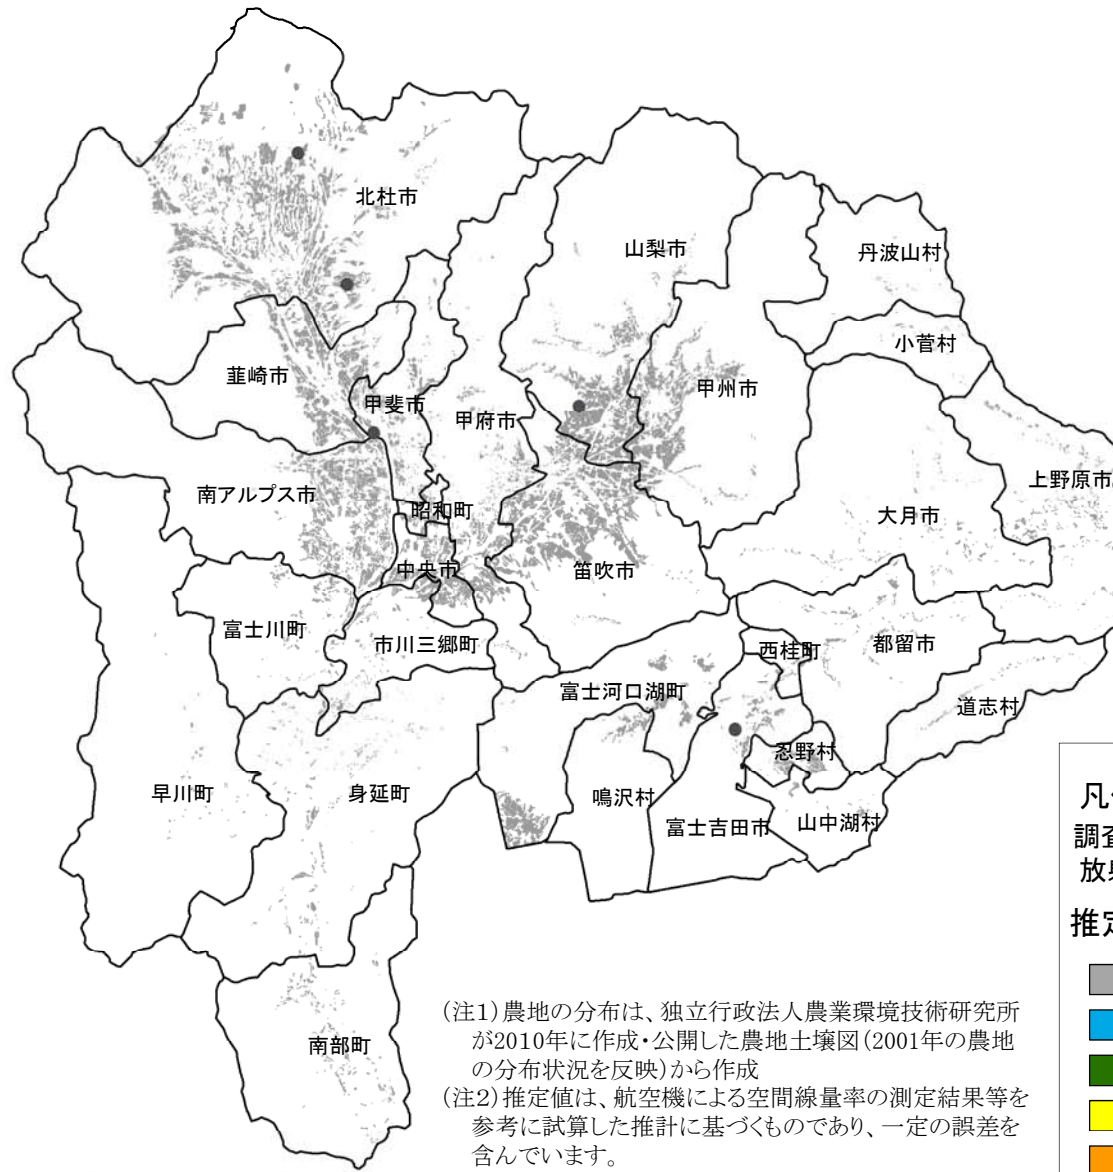 北杜市
山梨市
丹波山村
小菅村
韮崎市
甲斐市
甲府市
甲州市
上野原市
南アルプス市
昭和町
大月市
中央市
笛吹市
富士川町
市川三郷町
西桂町
都留市
富士河口湖町
道志村
忍野村
早川町
身延町
鳴沢村
富士吉田市
山中湖村
南部町
凡
調査
放射
推定
(注1)農地の分布は、独立行政法人農業環境技術研究所
が2010年に作成・公開した農地土壌図(2001年の農地
の分布状況を反映)から作成
(注2)推定値は、航空機による空間線量率の測定結果等を
参考に試算した推計に基づくものであり、一定の誤差を
含んでいます。